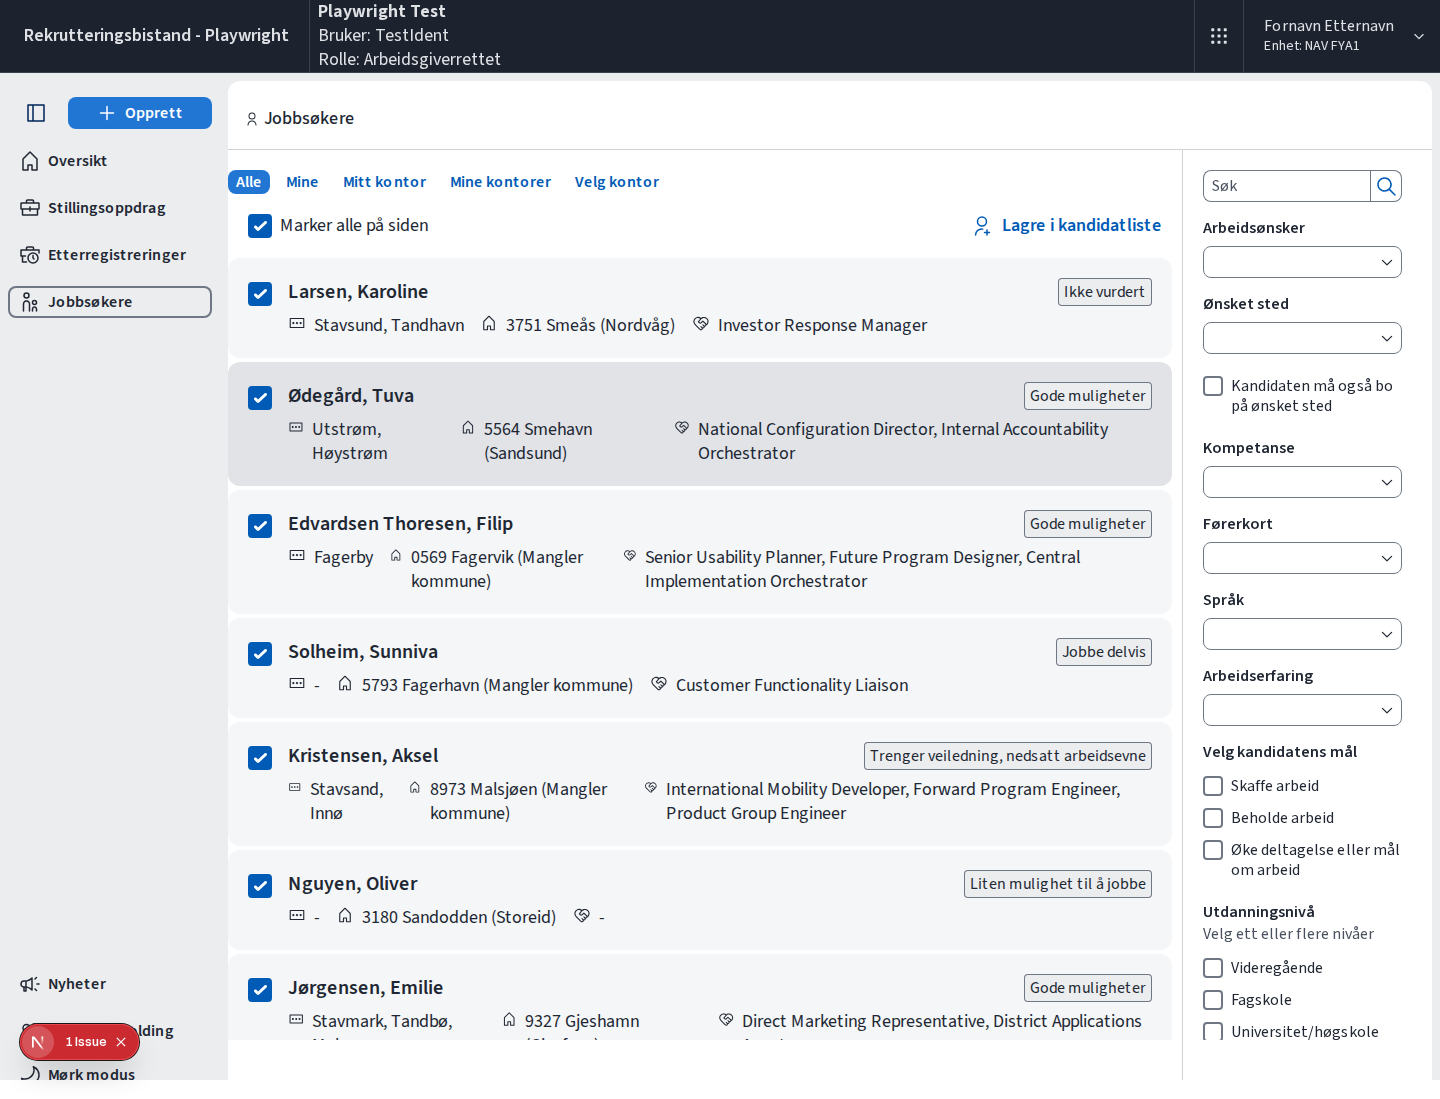 Rekrutteringsbistand - Playwright
Playwright Test
Bruker: TestIdent
Rolle: Arbeidsgiverrettet
Fornavn Etternavn
Enhet: NAV FYA1
Opprett
Oversikt
Stillingsoppdrag
Etterregistreringer
Jobbsøkere
Nyheter
lding
1 Issue
Mørk modus
Jobbsøkere
Alle
Mine
Mitt kontor
Mine kontorer
Velg kontor
Marker alle på siden
Lagre i kandidatliste
Larsen, Karoline
Ikke vurdert
Stavsund, Tandhavn
3751 Smeås (Nordvåg)
Investor Response Manager
Ødegård, Tuva
Gode muligheter
Utstrøm,
Høystrøm
5564 Smehavn
(Sandsund)
National Configuration Director, Internal Accountability
Orchestrator
Edvardsen Thoresen, Filip
Gode muligheter
Fagerby
0569 Fagervik (Mangler
kommune)
Senior Usability Planner, Future Program Designer, Central
Implementation Orchestrator
Solheim, Sunniva
Jobbe delvis
-
5793 Fagerhavn (Mangler kommune)
Customer Functionality Liaison
Kristensen, Aksel
Trenger veiledning, nedsatt arbeidsevne
Stavsand,
Innø
8973 Malsjøen (Mangler
kommune)
International Mobility Developer, Forward Program Engineer,
Product Group Engineer
Nguyen, Oliver
Liten mulighet til å jobbe
-
3180 Sandodden (Storeid)
-
Jørgensen, Emilie
Gode muligheter
Stavmark, Tandbø,
9327 Gjeshamn
Direct Marketing Representative, District Applications
Søk
Arbeidsønsker
Ønsket sted
Kandidaten må også bo
på ønsket sted
Kompetanse
Førerkort
Språk
Arbeidserfaring
Velg kandidatens mål
Skaffe arbeid
Beholde arbeid
Øke deltagelse eller mål
om arbeid
Utdanningsnivå
Velg ett eller flere nivåer
Videregående
Fagskole
Universitet/høgskole